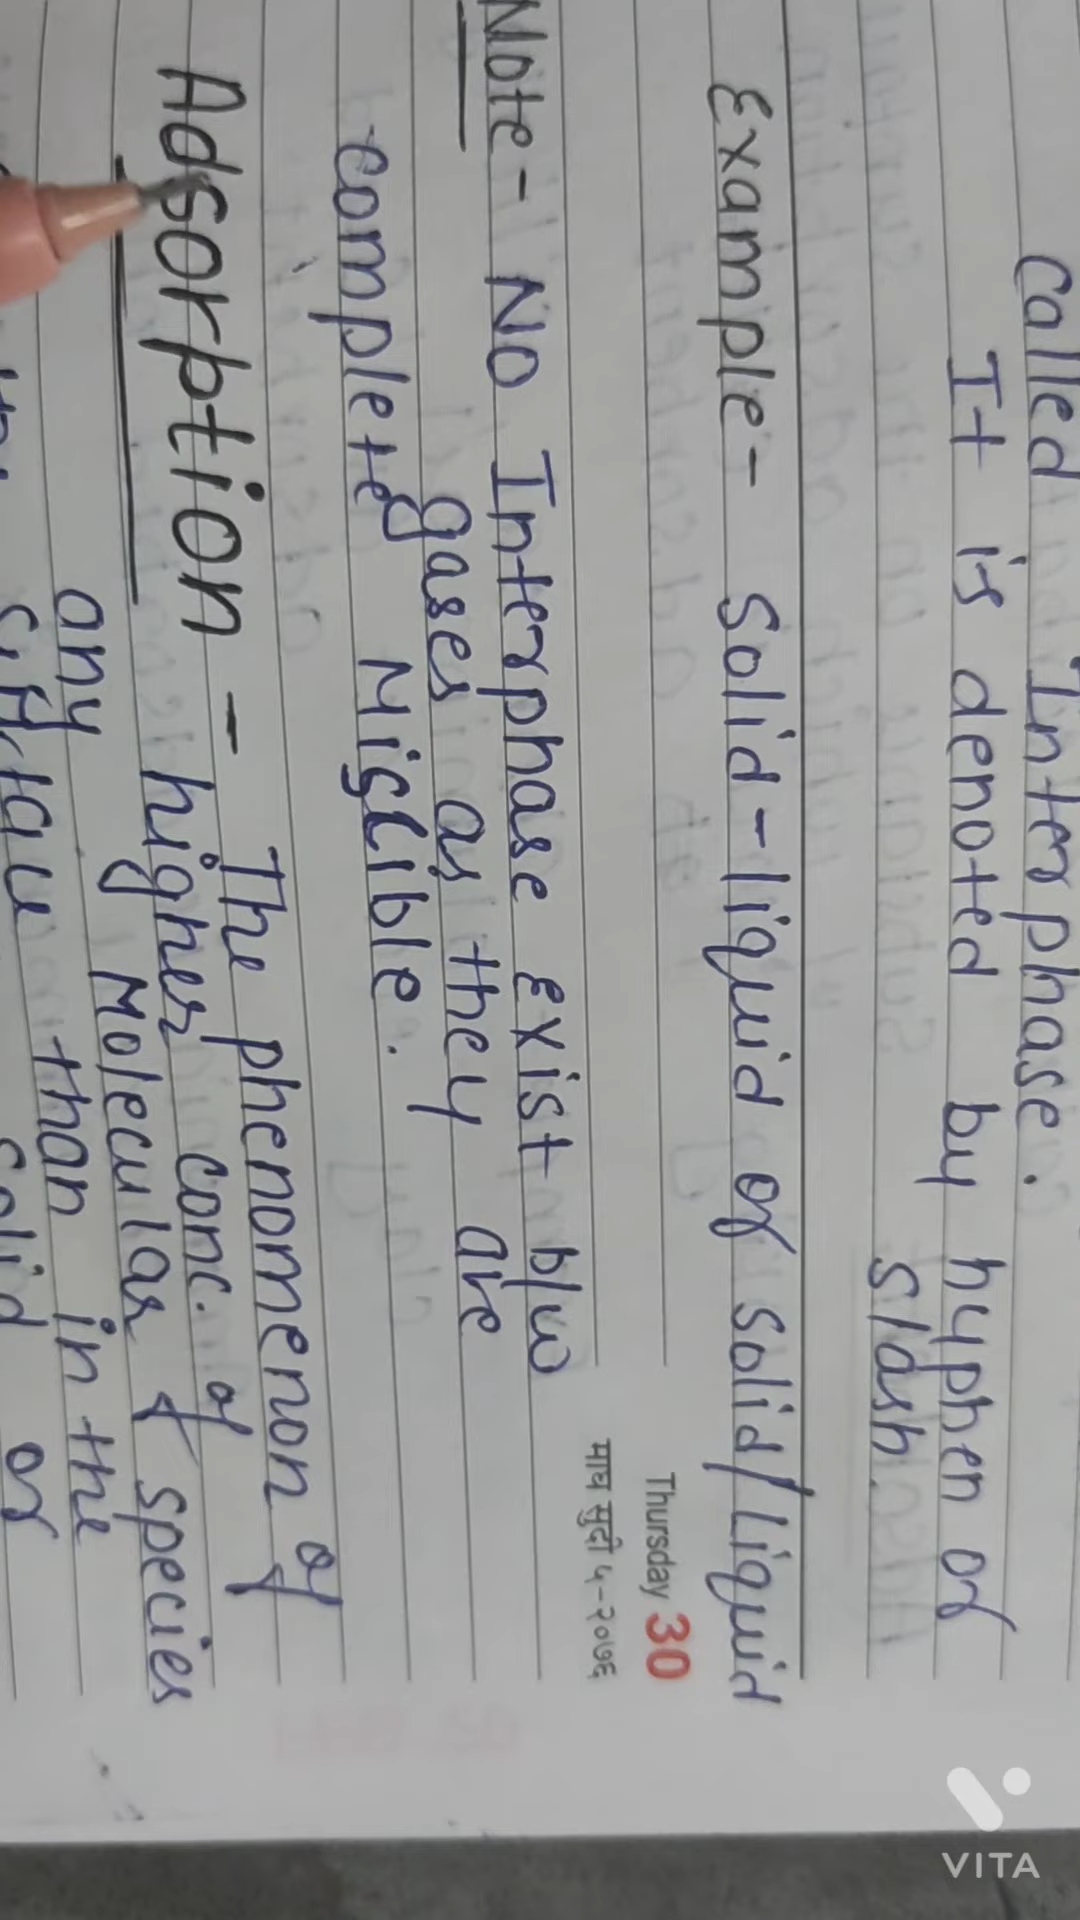 called Interphase.
It is denoted by hyphen or
slash.
Example- Solid-liquid or solid/Liquid
Thursday 30
माघ सुदी ५-२०७६
Note- No Interphase exist b/w
gases as they are
complete Miscible.
Adsorption - The phenomenon of
higher conc. of
Molecular & species
any than in the
Solid or
VITA